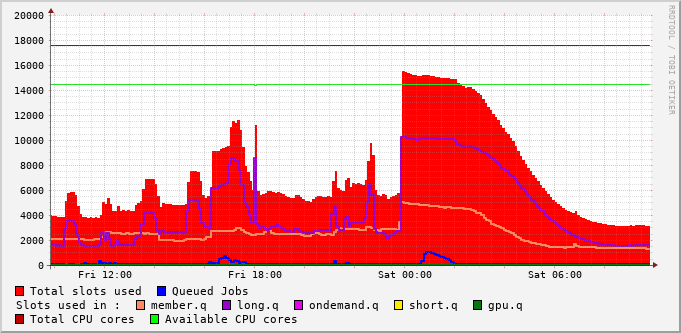 20000
18000
16000
14000
12000
10000
8000
6000
4000
2000
0
Fri 12:00 Fri 18:00 Sat 00:00 Sat 06:00
RRDTOOL / TOBI OETIKER
Total slots used Queued Jobs
Slots used in : member.q long.q ondemand.q short.q gpu.q
Total CPU cores Available CPU cores